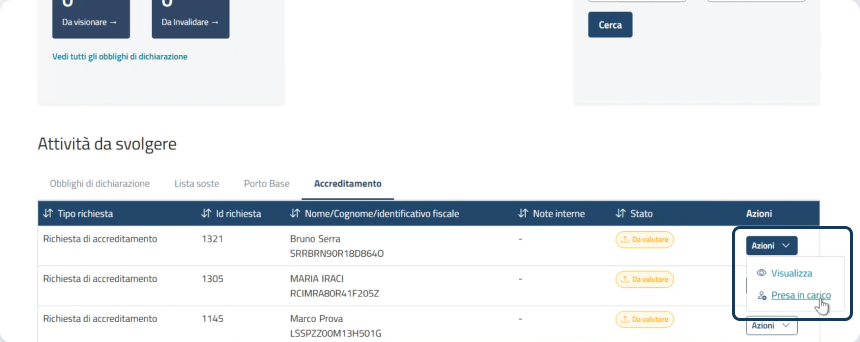 Da visionare →
Da Invalidare →
Vedi tutti gli obblighi di dichiarazione
Cerca
Attività da svolgere
Obblighi di dichiarazione Lista soste Porto Base Accreditamento
Tipo richiesta Id richiesta Nome/Cognome/identificativo fiscale Note interne Stato Azioni
Richiesta di accreditamento 1321 Bruno Serra - Da valutare Azioni
SRRBRN90R18D864O
Visualizza
Richiesta di accreditamento 1305 MARIA IRACI - Da valutare
RCIMRA80R41F205Z
Presa in carico
Richiesta di accreditamento 1145 Marco Prova - Da valutare Azioni
LSSPZZ00M13H501G